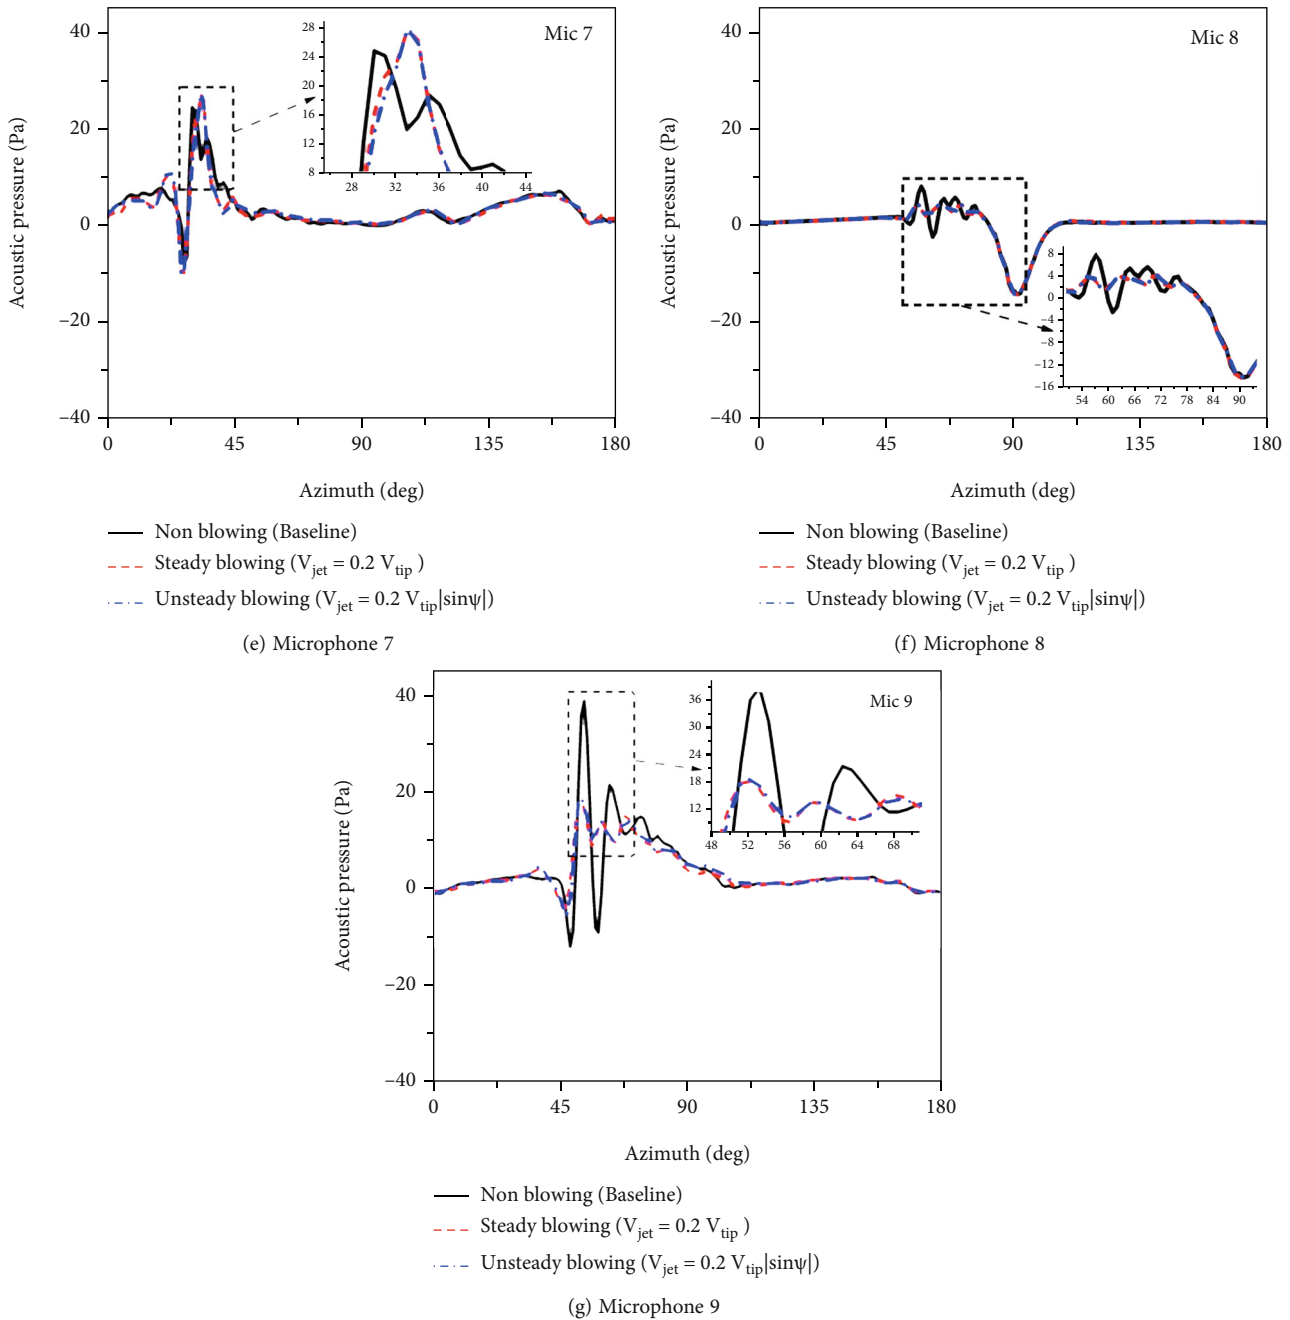 Mic 7
Acoustic pressure (Pa)
40
20
0
−20
−40
28
24
20
16
12
8
28 32 36 40 44
0 45 90 135 180
Azimuth (deg)
Non blowing (Baseline)
Steady blowing (Vjet = 0.2 Vtip )
Unsteady blowing (Vjet = 0.2 Vtip|sinψ|)
(e) Microphone 7
Mic 8
Acoustic pressure (Pa)
40
20
0
−20
−40
8
4
0
−4
−8
−12
−16
54 60 66 72 78 84 90
0 45 90 135 180
Azimuth (deg)
Non blowing (Baseline)
Steady blowing (Vjet = 0.2 Vtip )
Unsteady blowing (Vjet = 0.2 Vtip|sinψ|)
(f) Microphone 8
Mic 9
Acoustic pressure (Pa)
40
20
0
−20
−40
36
30
24
18
12
48 52 56 60 64 68
0 45 90 135 180
Azimuth (deg)
Non blowing (Baseline)
Steady blowing (Vjet = 0.2 Vtip )
Unsteady blowing (Vjet = 0.2 Vtip|sinψ|)
(g) Microphone 9